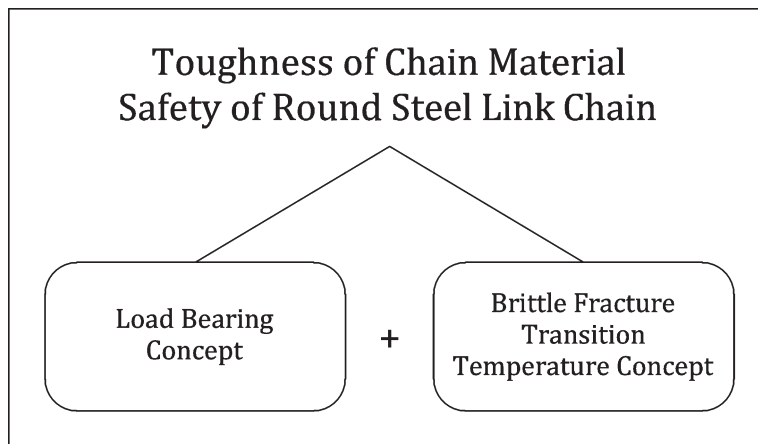 Toughness of Chain Material
Safety of Round Steel Link Chain
Load Bearing
Concept
+
Brittle Fracture
Transition
Temperature Concept